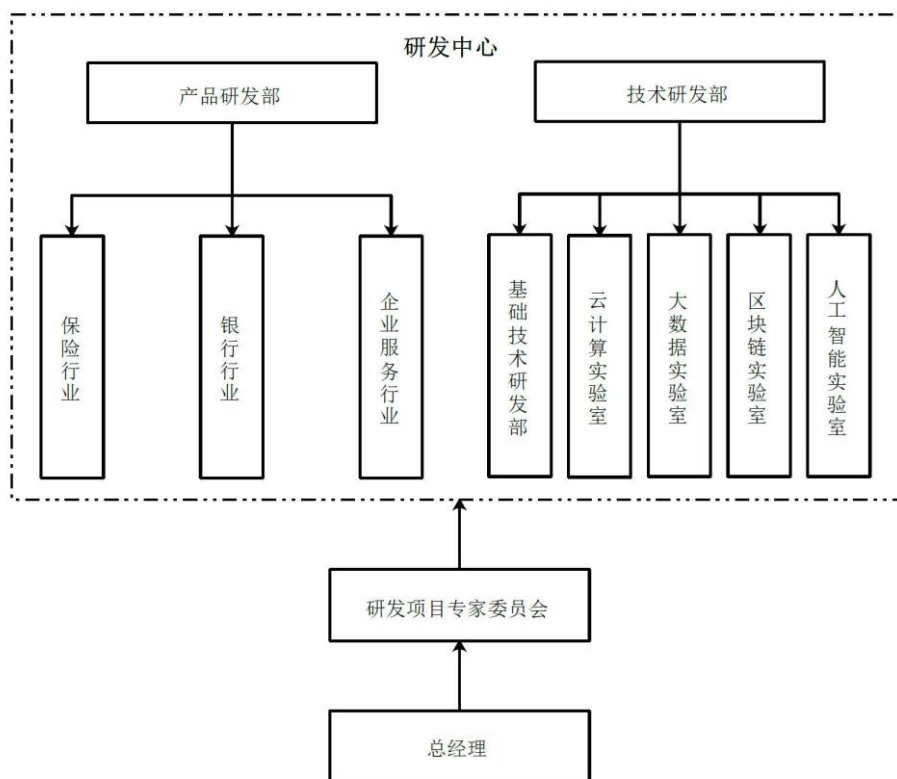 研发中心
产品研发部
技术研发部
保险行业
银行行业
企业服务行业
基础技术研发部
云计算实验室
大数据实验室
区块链实验室
人工智能实验室
研发项目专家委员会
总经理